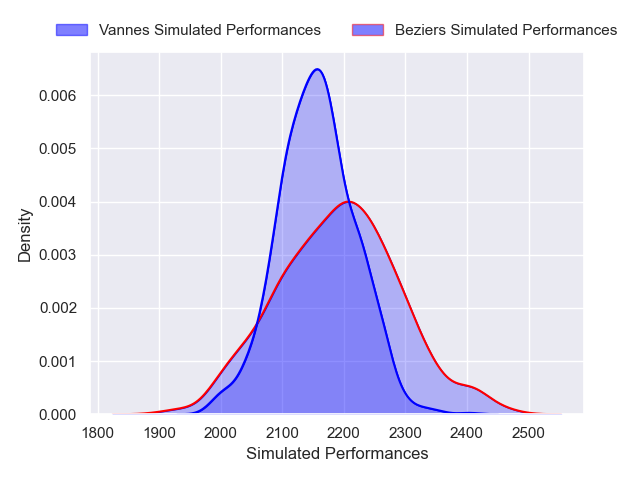 Vannes Simulated Performances
Beziers Simulated Performances
Density
0.006
0.005
0.004
0.003
0.002
0.001
0.000
1800 1900 2000 2100 2200 2300 2400 2500
Simulated Performances